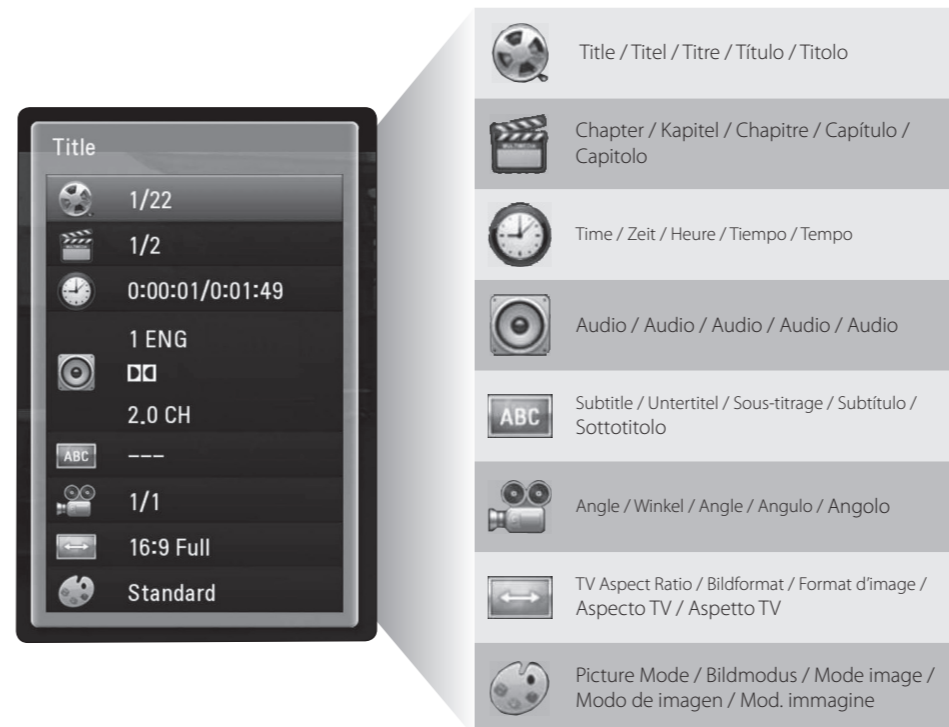 Title
1/22
1/2
0:00:01/0:01:49
1 ENG
2.0 CH
ABC
---
1/1
16:9 Full
Standard
Title / Titel / Titre / Título / Titolo
Chapter / Kapitel / Chapitre / Capítulo /
Capitolo
Time / Zeit / Heure / Tiempo / Tempo
Audio / Audio / Audio / Audio / Audio
ABC
Subtitle / Untertitel / Sous-titrage / Subtítulo /
Sottotitolo
Angle / Winkel / Angle / Angulo / Angolo
TV Aspect Ratio / Bildformat / Format d’image /
Aspecto TV / Aspetto TV
Picture Mode / Bildmodus / Mode image /
Modo de imagen / Mod. immagine